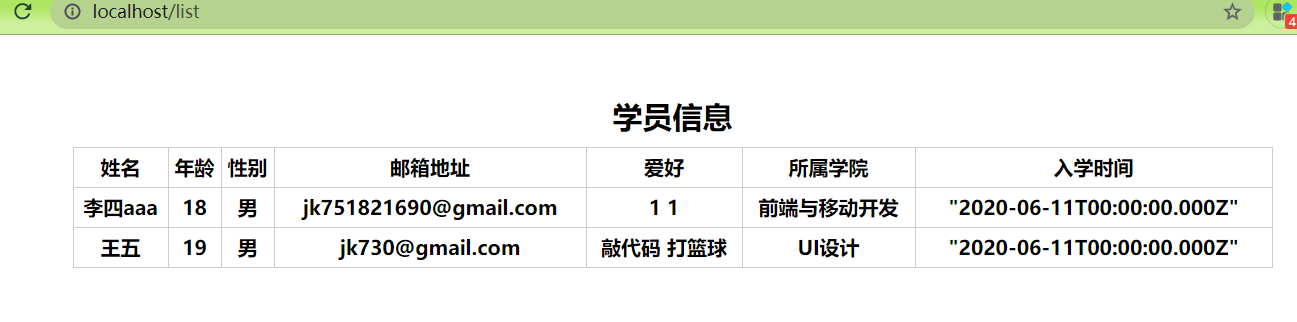 localhost/list
4
学员信息
姓名 年龄 性别 邮箱地址 爱好 所属学院 入学时间
李四aaa 18 男 jk751821690@gmail.com 1 1 前端与移动开发 "2020-06-11T00:00:00.000Z"
王五 19 男 jk730@gmail.com 敲代码 打篮球 UI设计 "2020-06-11T00:00:00.000Z"